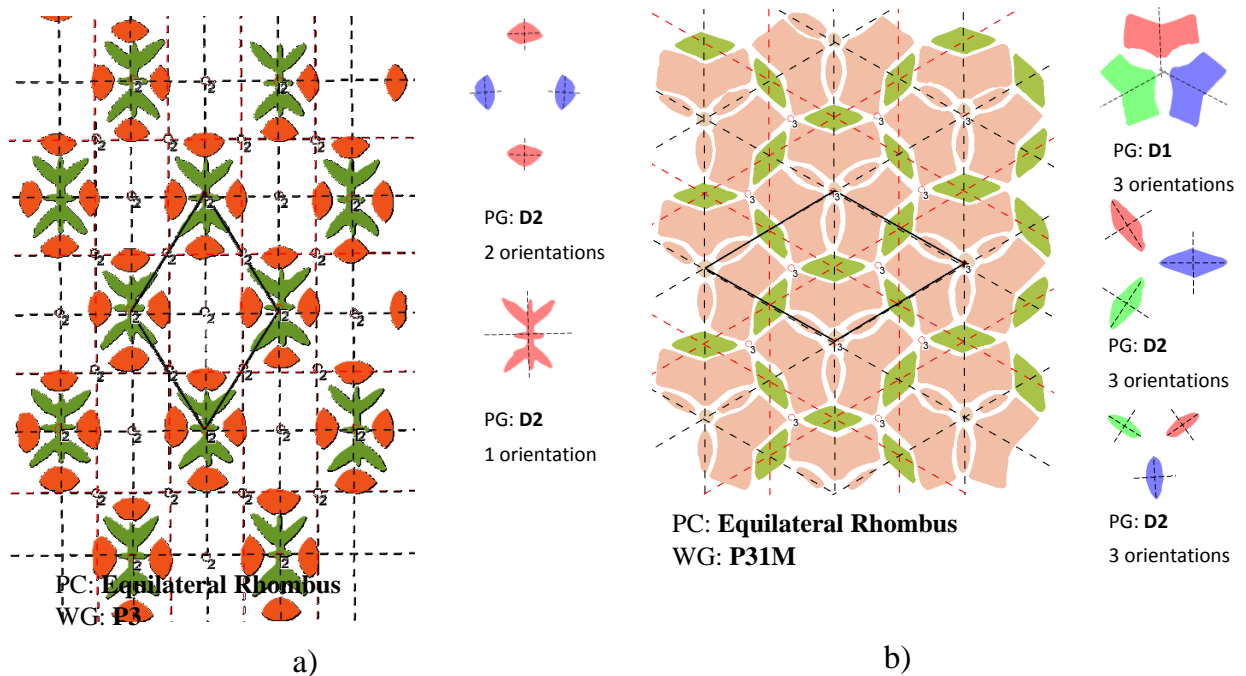 PG: D2
2 orientations
PG: D2
1 orientation
PC: Equilateral Rhombus
WG: P3
a)
PG: D1
3 orientations
PG: D2
3 orientations
PG: D2
3 orientations
PC: Equilateral Rhombus
WG: P31M
b)